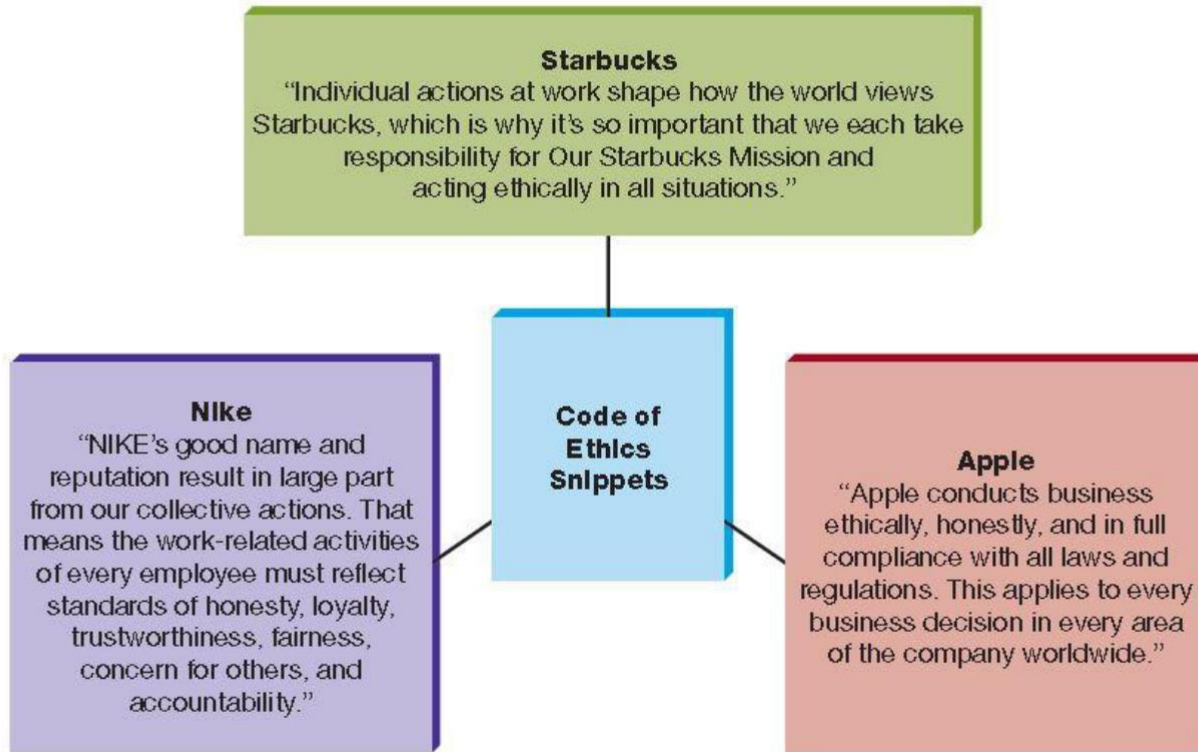 Starbucks
“Individual actions at work shape how the world views
Starbucks, which is why it’s so important that we each take
responsibility for Our Starbucks Mission and
acting ethically in all situations.”
Nike
“NIKE’s good name and
reputation result in large part
from our collective actions. That
means the work-related activities
of every employee must reflect
standards of honesty, loyalty,
trustworthiness, fairness,
concern for others, and
accountability.”
Code of
Ethics
Snippets
Apple
“Apple conducts business
ethically, honestly, and in full
compliance with all laws and
regulations. This applies to every
business decision in every area
of the company worldwide.”